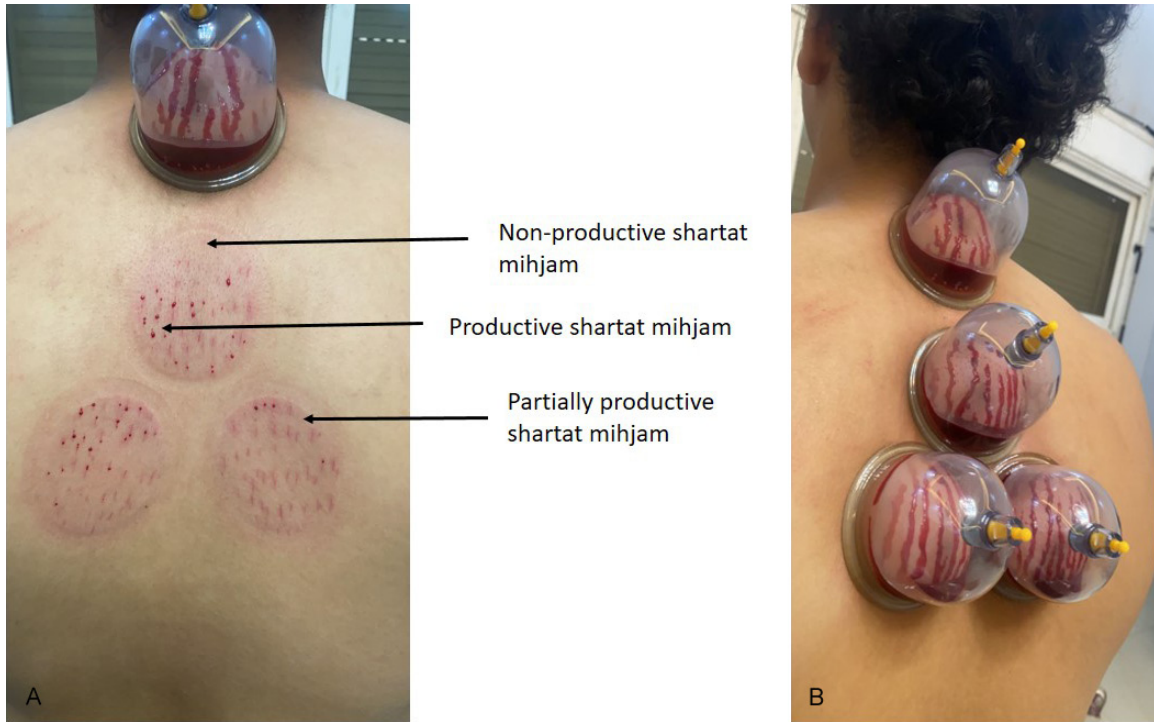 Non-productive shartat
mihjam
Productive shartat mihjam
Partially productive
shartat mihjam
A
B